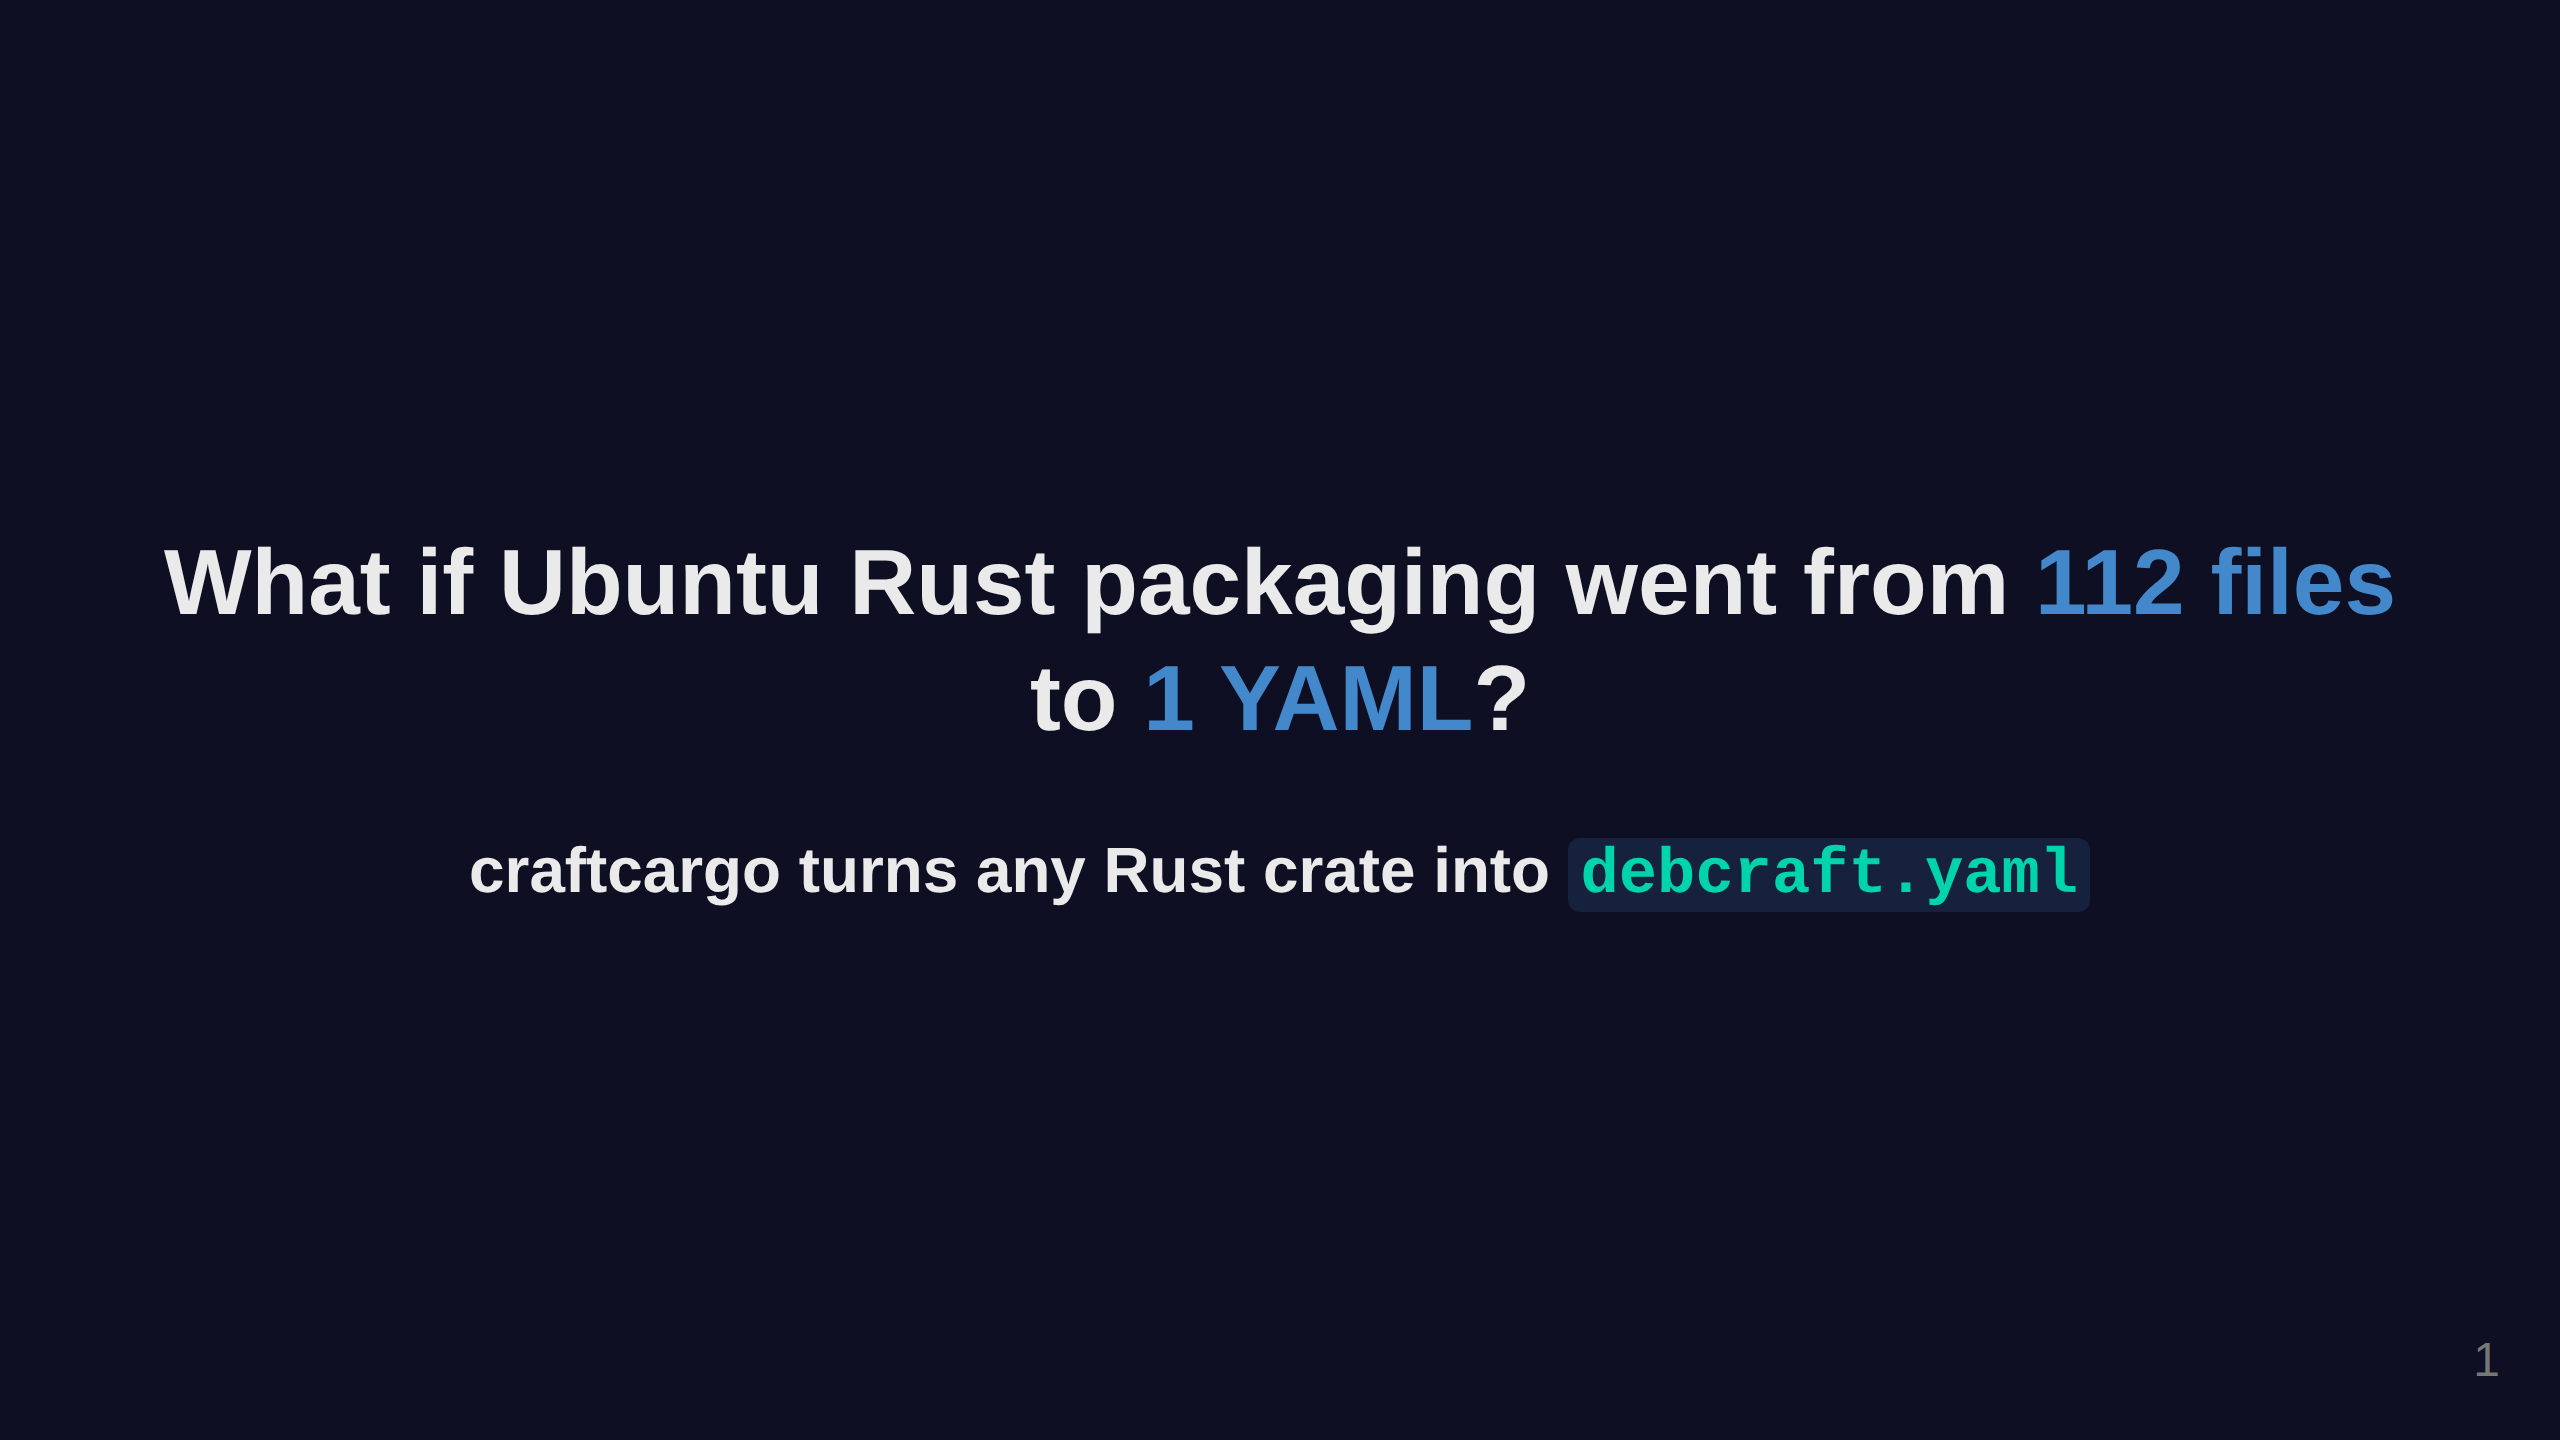 What if Ubuntu Rust packaging went from 112 files
to 1 YAML?
craftcargo turns any Rust crate into debcraft.yaml
1